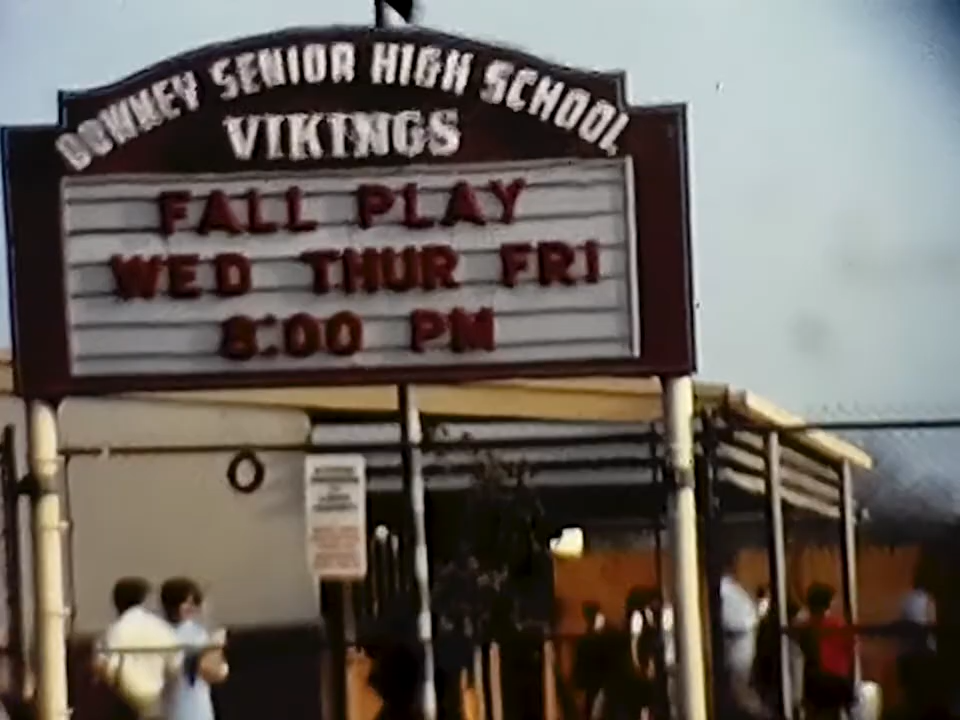 DOWNEY SENIOR HIGH SCHOOL
VIKINGS
FALL PLAY
WED THUR FRI
8:00 PM